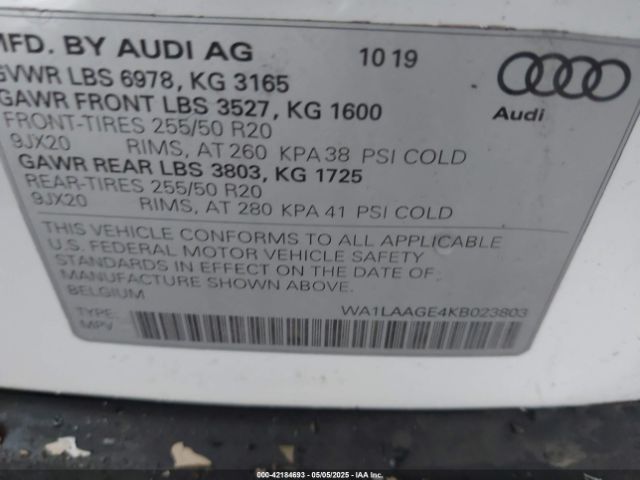 MFD. BY AUDI AG 10 19
GVWR LBS 6978, KG 3165
GAWR FRONT LBS 3527, KG 1600
FRONT-TIRES 255/50 R20
9JX20 RIMS, AT 260 KPA 38 PSI COLD
GAWR REAR LBS 3803, KG 1725
REAR-TIRES 255/50 R20
9JX20 RIMS, AT 280 KPA 41 PSI COLD
Audi
THIS VEHICLE CONFORMS TO ALL APPLICABLE
U.S. FEDERAL MOTOR VEHICLE SAFETY
STANDARDS IN EFFECT ON THE DATE OF
MANUFACTURE SHOWN ABOVE.
BELGIUM
WA1LAAGE4KB023803
TYPE:
MPV
000-42184693 - 05/05/2025 - IAA Inc.